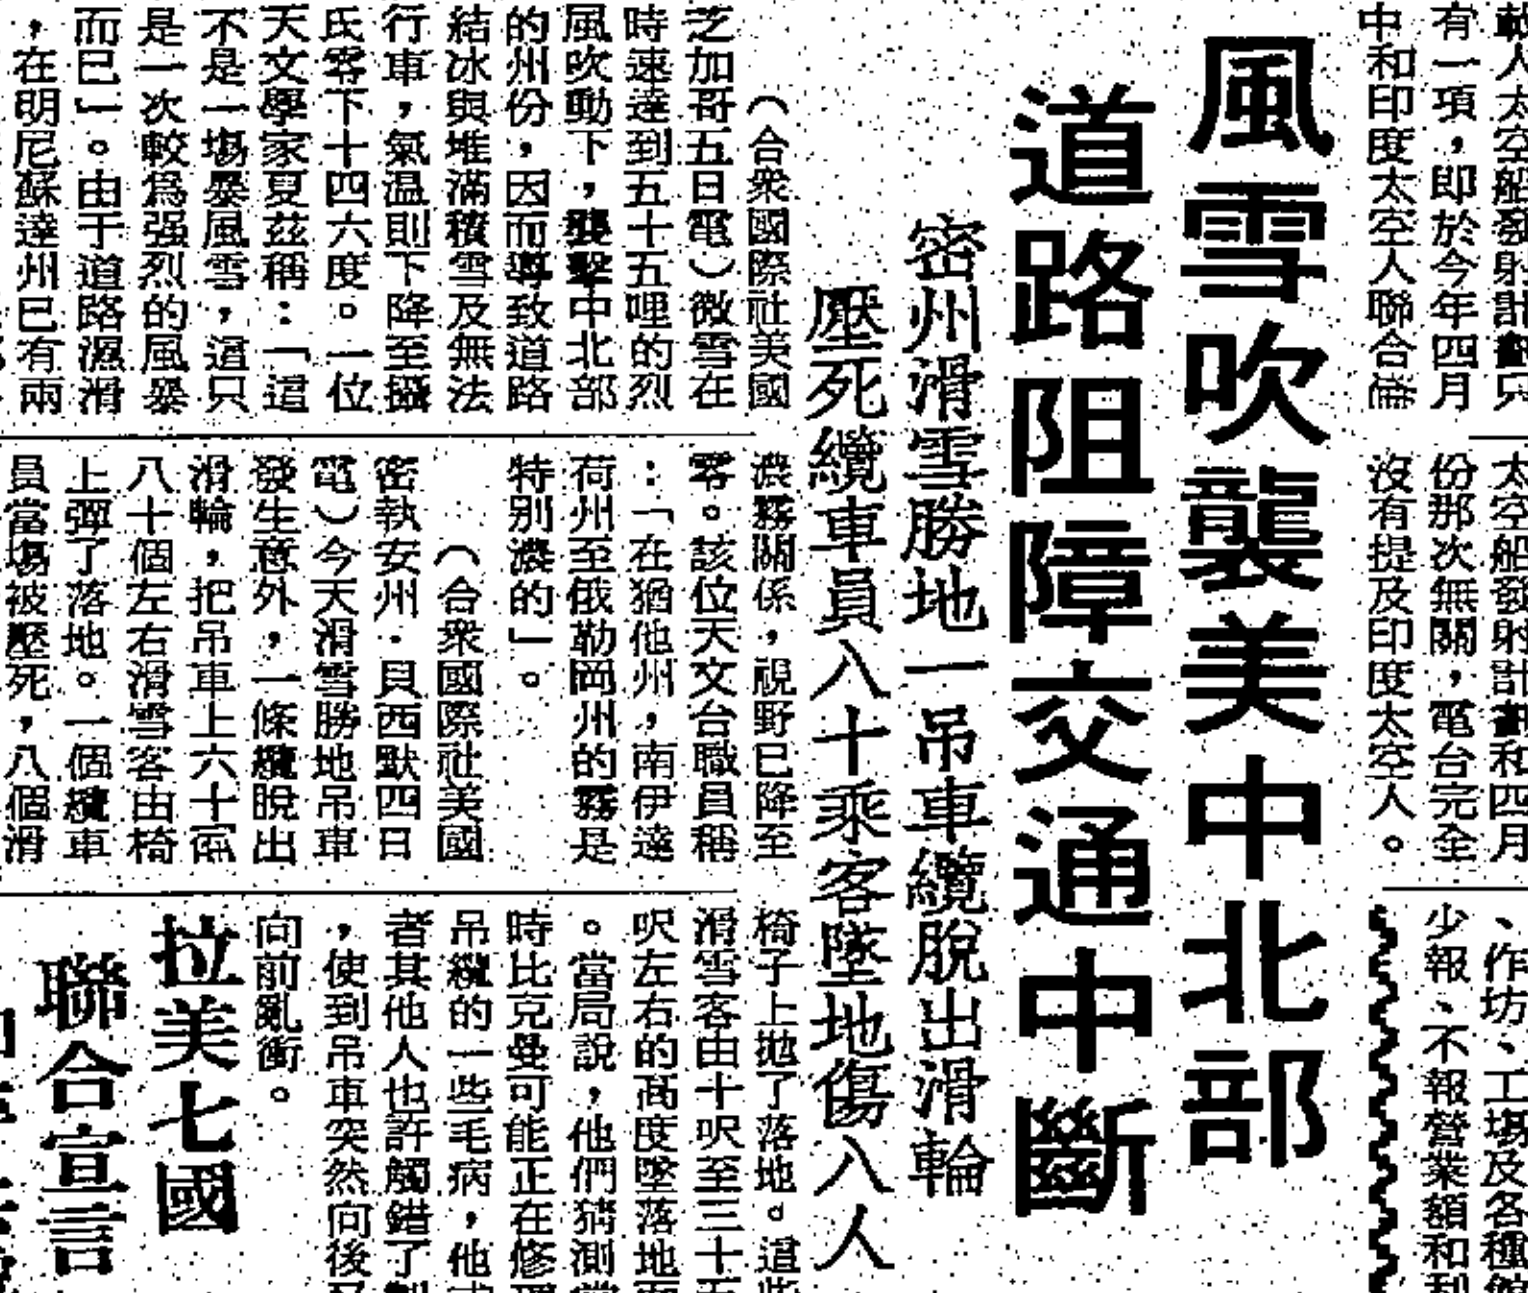 太空船發射計劃只
有一項，即於今年四月
中和印度太空人聯合
太空船發射計劃和四月
份那次無關，電台完全
沒有提及印度太空人。
、作坊、工場及各種
少報、不報營業額和利
風雪吹襲美中北部
道路阻障交通中斷
密州滑雪勝地一吊車纜脫出滑輪
壓死纜車員八十乘客墜地傷八人
（合衆國際社美國
芝加哥五日電）微雪在
時速達到五十五哩的烈
風吹動下，襲擊中北部
的州份，因而導致道路
結冰與堆滿積雪及無法
行車，氣温則下降至攝
氏零下十四六度。一位
天文學家夏茲稱：「這
不是一場暴風雪，這只
是一次較爲强烈的風暴
而已」。由于道路濕滑
，在明尼蘇達州已有兩
濃霧關係，視野已降至
零。該位天文台職員稱
：「在猶他州，南伊達
荷州至俄勒岡州的霧是
特別濃的」。
（合衆國際社美國
密執安州·貝西默四日
電）今天滑雪勝地吊車
發生意外，一條纜脫出
滑輪，把吊車上六十至
八十個左右滑雪客由椅
上彈了落地。一個纜車
員當場被壓死，八個滑
椅子上抛了落地。這些
滑雪客由十呎至三十五
呎左右的高度墜落地面
。當局說，他們猜測當
時比克曼可能正在修理
吊纜的一些毛病，他或
者其他人也許觸錯了掣
，使到吊車突然向後又
向前亂衝。
拉美七國
聯合宣言